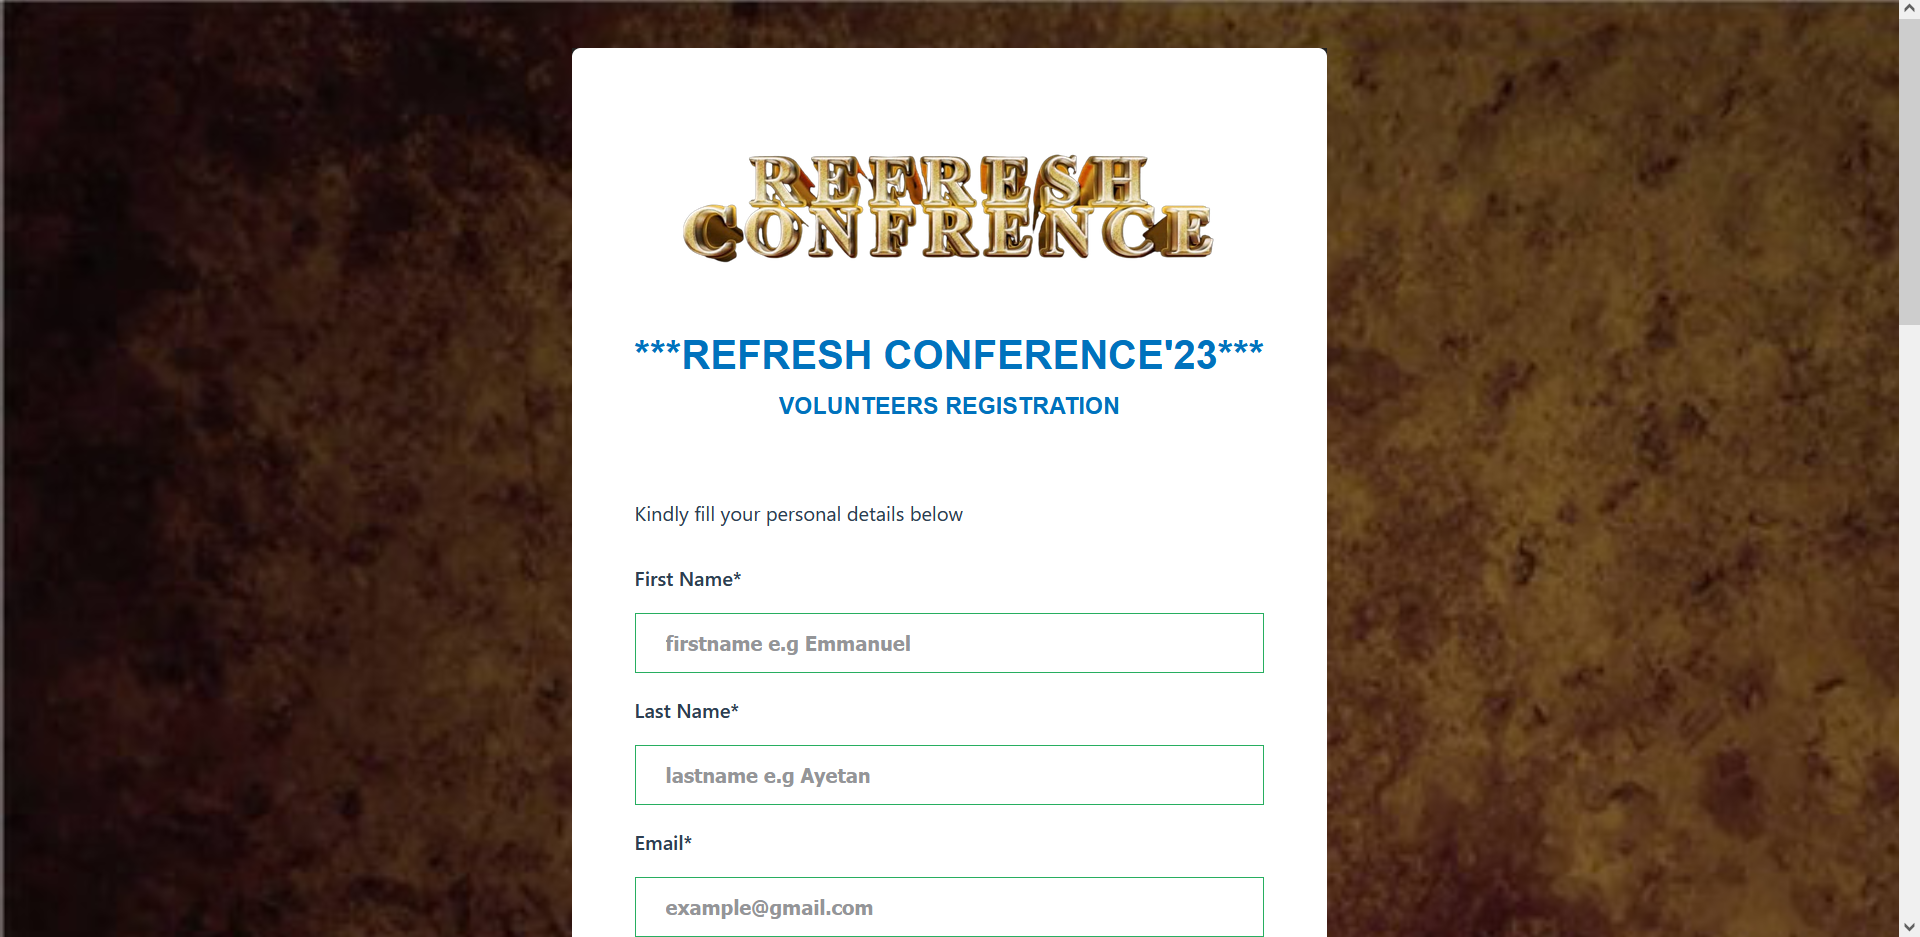 REFRESH
CONFRENCE
***REFRESH CONFERENCE'23***
VOLUNTEERS REGISTRATION
Kindly fill your personal details below
First Name*
firstname e.g Emmanuel
Last Name*
lastname e.g Ayetan
Email*
example@gmail.com